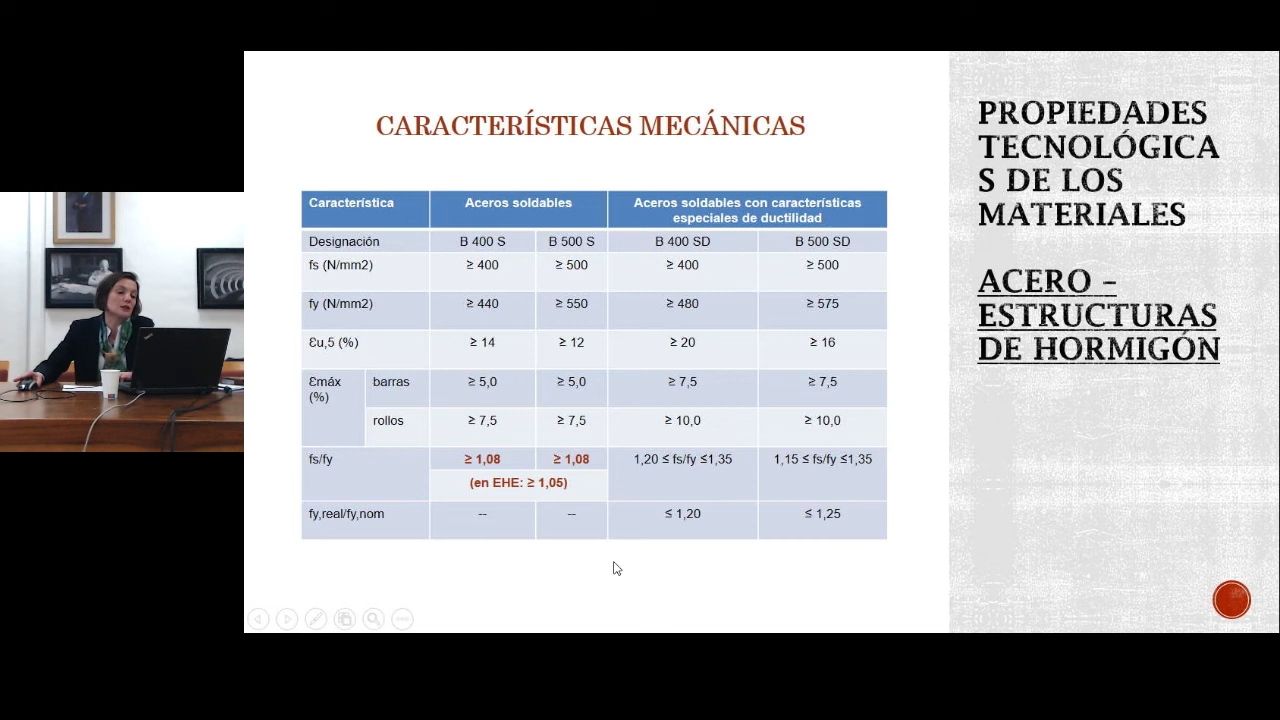 CARACTERÍSTICAS MECÁNICAS
Característica Aceros soldables Aceros soldables con características
especiales de ductilidad
Designación B 400 S B 500 S B 400 SD B 500 SD
fs (N/mm2) ≥ 400 ≥ 500 ≥ 400 ≥ 500
fy (N/mm2) ≥ 440 ≥ 550 ≥ 480 ≥ 575
Ɛu,5 (%) ≥ 14 ≥ 12 ≥ 20 ≥ 16
Ɛmáx barras ≥ 5,0 ≥ 5,0 ≥ 7,5 ≥ 7,5
(%)
rollos ≥ 7,5 ≥ 7,5 ≥ 10,0 ≥ 10,0
fs/fy ≥ 1,08 ≥ 1,08 1,20 ≤ fs/fy ≤1,35 1,15 ≤ fs/fy ≤1,35
(en EHE: ≥ 1,05)
fy,real/fy,nom -- -- ≤ 1,20 ≤ 1,25
PROPIEDADES
TECNOLÓGICA
S DE LOS
MATERIALES
ACERO –
ESTRUCTURAS
DE HORMIGÓN